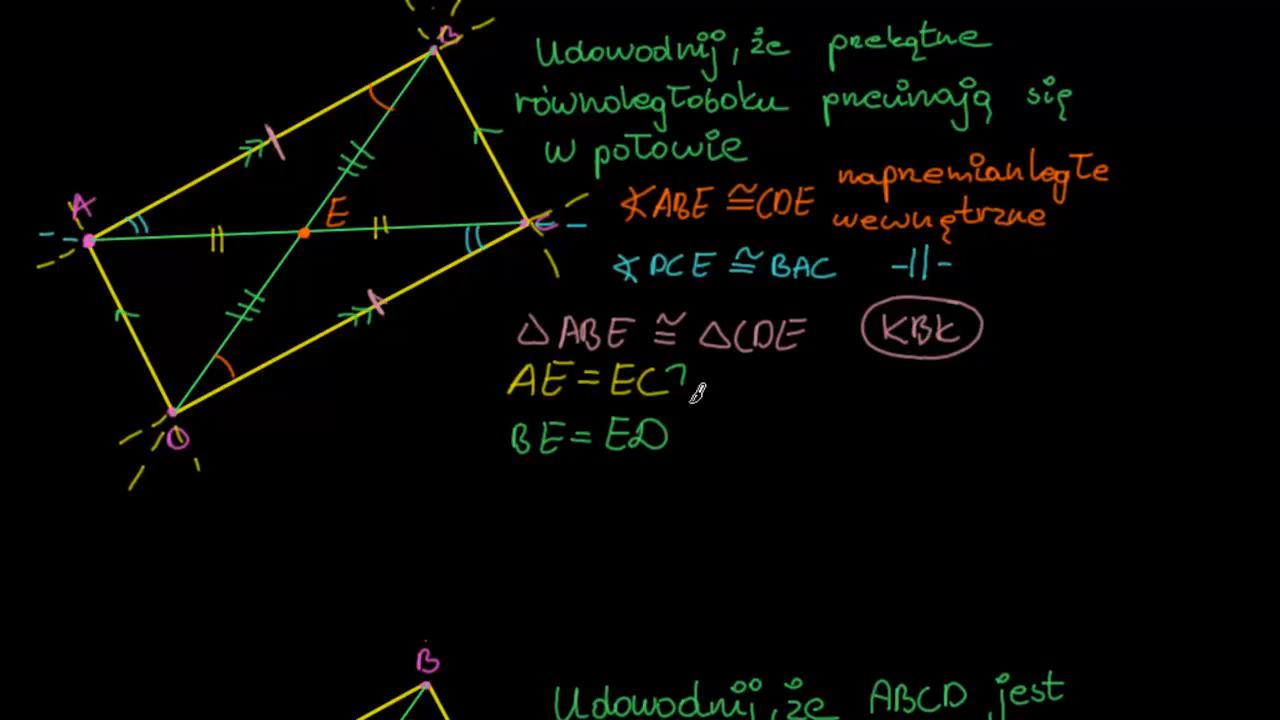 Udowodnij, że przekątne
równoległoboku przecinają się
w połowie
∢ABE ≅ CDE naprzemianległe
wewnętrzne
∢DCE ≅ BAC -||-
△ABE ≅ △CDE KBK
AE = EC
BE = ED
A
B
C
D
E
B
Udowodnij, że ABCD jest